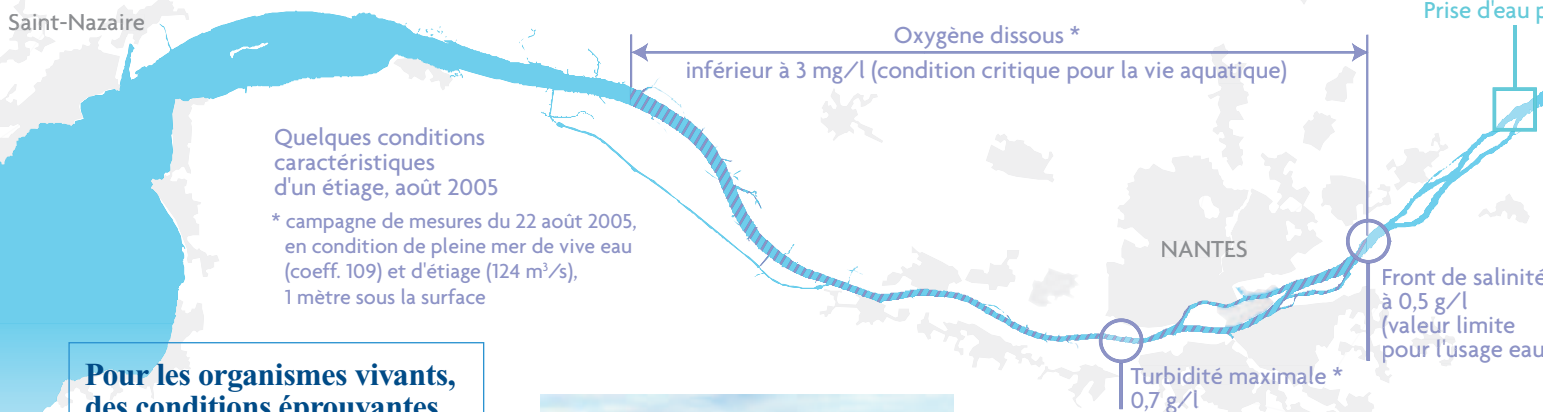 Saint-Nazaire
Prise d'eau p
Oxygène dissous *
inférieur à 3 mg/l (condition critique pour la vie aquatique)
Quelques conditions
caractéristiques
d'un étiage, août 2005
* campagne de mesures du 22 août 2005,
en condition de pleine mer de vive eau
(coeff. 109) et d'étiage (124 m³/s),
1 mètre sous la surface
NANTES
Front de salinité
à 0,5 g/l
(valeur limite
pour l'usage eau
Turbidité maximale *
0,7 g/l
Pour les organismes vivants,
des conditions éprouvantes